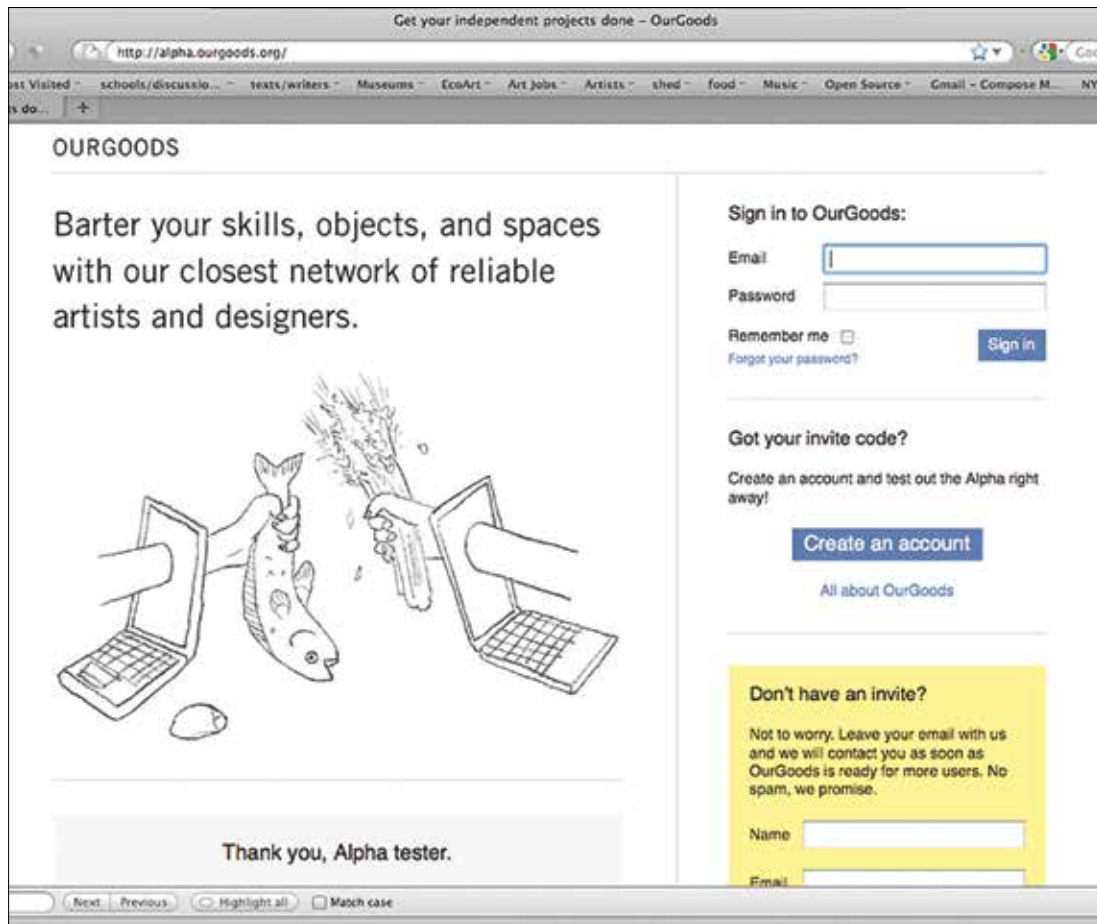 Get your independent projects done – OurGoods
http://alpha.ourgoods.org/
ost Visited schools/discussio... texts/writers Museums EcoArt Art Jobs Artists shed food Music Open Source Gmail – Compose M... NY
s do... +
OURGOODS
Barter your skills, objects, and spaces
with our closest network of reliable
artists and designers.
Sign in to OurGoods:
Email
Password
Remember me
Forgot your password?
Sign in
Got your invite code?
Create an account and test out the Alpha right
away!
Create an account
All about OurGoods
Don't have an invite?
Not to worry. Leave your email with us
and we will contact you as soon as
OurGoods is ready for more users. No
spam, we promise.
Name
Email
Thank you, Alpha tester.
Next Previous Highlight all Match case